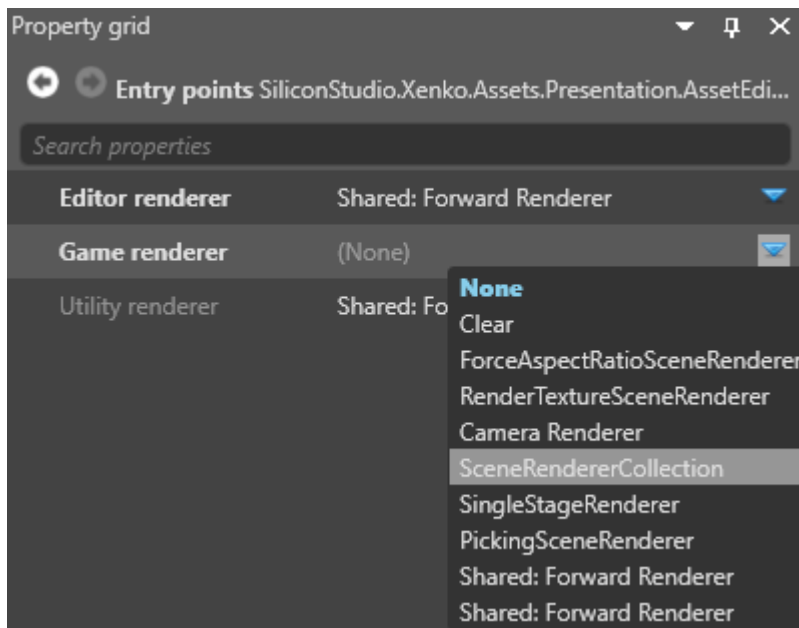 Property grid
Entry points SiliconStudio.Xenko.Assets.Presentation.AssetEdi...
Search properties
Editor renderer Shared: Forward Renderer
Game renderer (None)
Utility renderer Shared: Fo
None
Clear
ForceAspectRatioSceneRenderer
RenderTextureSceneRenderer
Camera Renderer
SceneRendererCollection
SingleStageRenderer
PickingSceneRenderer
Shared: Forward Renderer
Shared: Forward Renderer